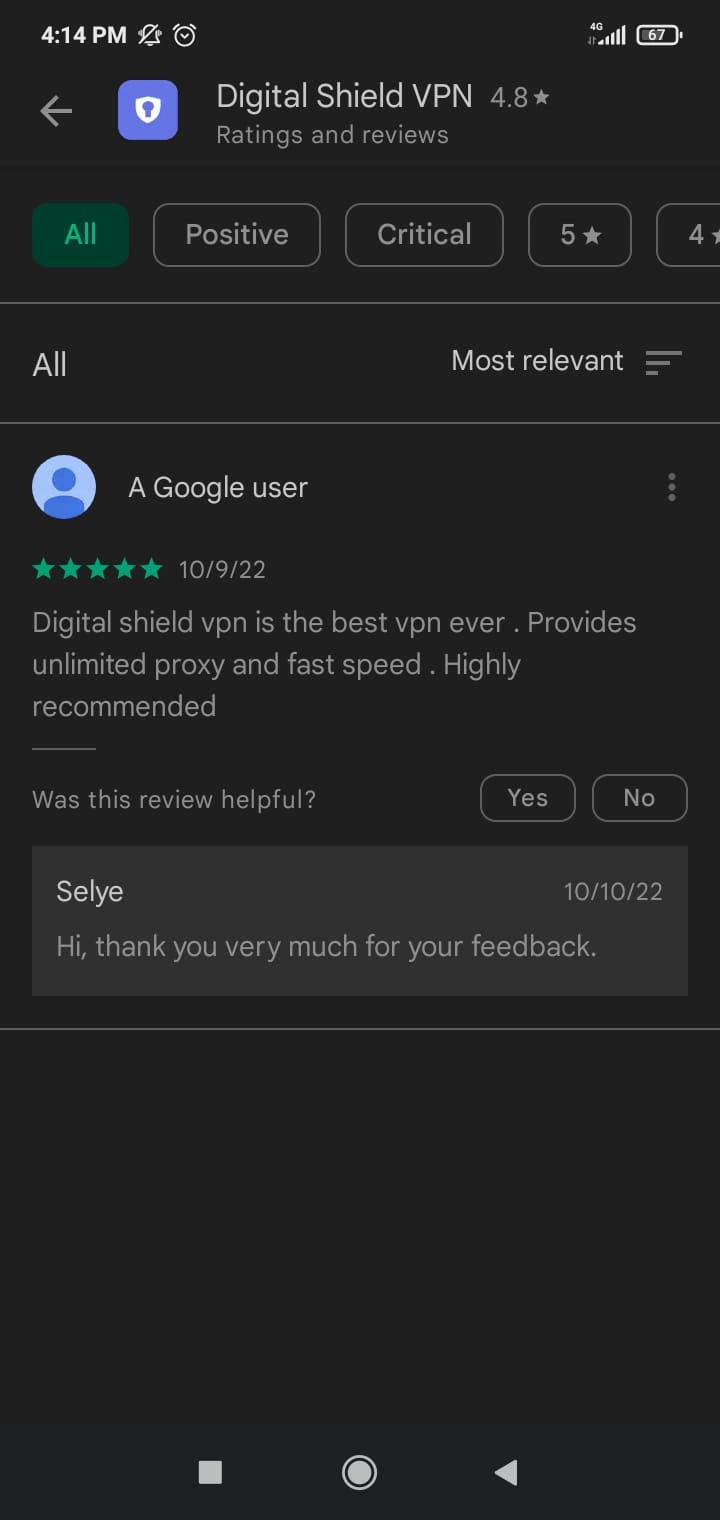 4:14 PM 4G 67
Digital Shield VPN 4.8★
Ratings and reviews
All Positive Critical 5★ 4★
All Most relevant
A Google user
10/9/22
Digital shield vpn is the best vpn ever . Provides
unlimited proxy and fast speed . Highly
recommended
Was this review helpful? Yes No
Selye 10/10/22
Hi, thank you very much for your feedback.